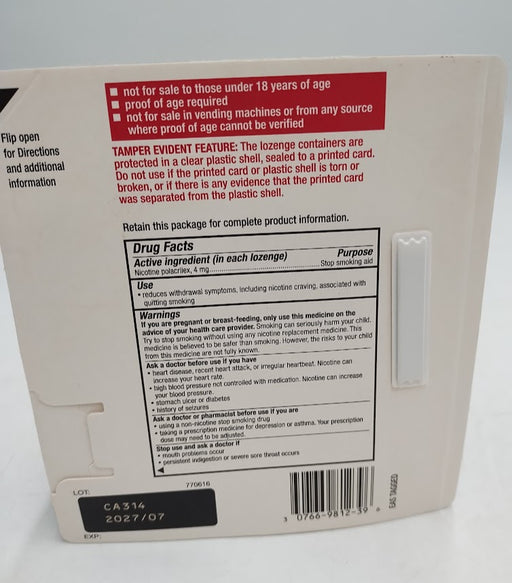 ■ not for sale to those under 18 years of age
■ proof of age required
■ not for sale in vending machines or from any source
where proof of age cannot be verified
Flip open
for Directions
and additional
information
TAMPER EVIDENT FEATURE: The lozenge containers are
protected in a clear plastic shell, sealed to a printed card.
Do not use if the printed card or plastic shell is torn or
broken, or if there is any evidence that the printed card
was separated from the plastic shell.
Retain this package for complete product information.
Drug Facts
Active ingredient (in each lozenge) Purpose
Nicotine polacrilex, 4 mg.....Stop smoking aid
Use
• reduces withdrawal symptoms, including nicotine craving, associated with
quitting smoking
Warnings
If you are pregnant or breast-feeding, only use this medicine on the
advice of your health care provider. Smoking can seriously harm your child.
Try to stop smoking without using any nicotine replacement medicine. This
medicine is believed to be safer than smoking. However, the risks to your child
from this medicine are not fully known.
Ask a doctor before use if you have
• heart disease, recent heart attack, or irregular heartbeat. Nicotine can
increase your heart rate.
• high blood pressure not controlled with medication. Nicotine can increase
your blood pressure.
• stomach ulcer or diabetes
• history of seizures
Ask a doctor or pharmacist before use if you are
• using a non-nicotine stop smoking drug
• taking a prescription medicine for depression or asthma. Your prescription
dose may need to be adjusted.
Stop use and ask a doctor if
• mouth problems occur
• persistent indigestion or severe sore throat occurs
770616
LOT:
CA314
2027/07
EXP:
3 0766-9812-39 6
EAS TAGGED